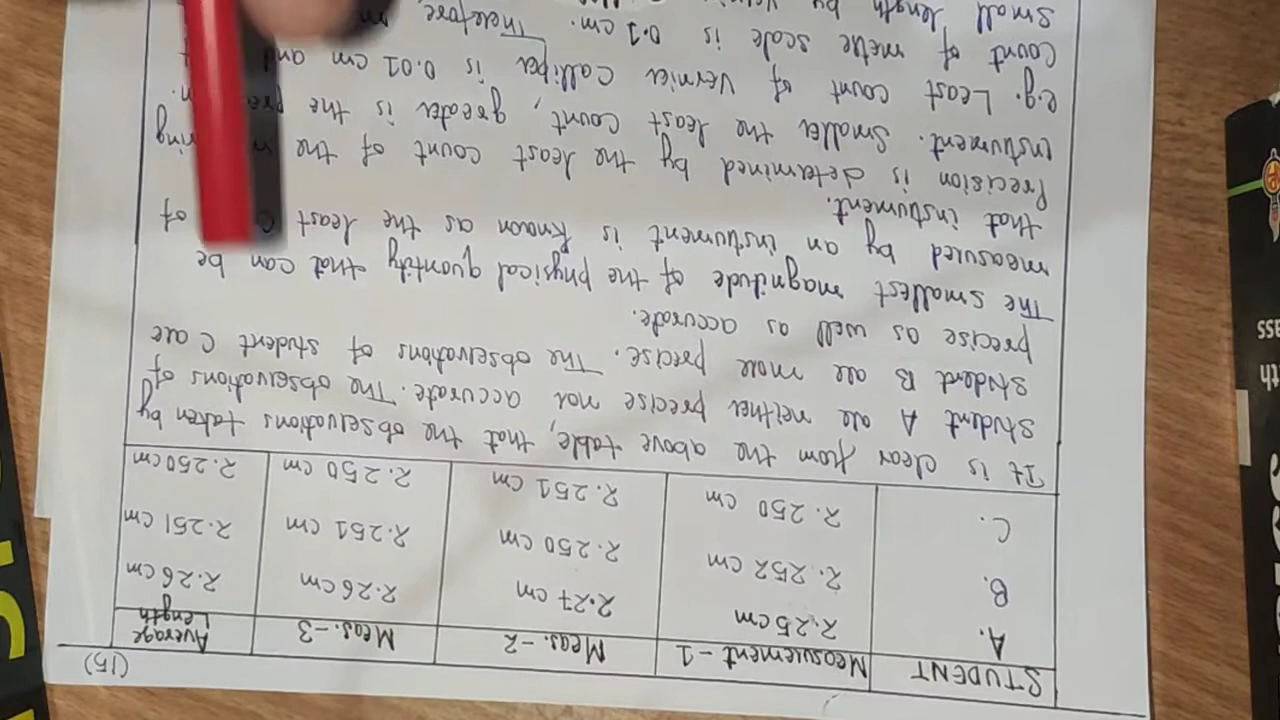 (15)
STUDENT Measurement - 1 Meas. - 2 Meas. - 3 Average Length
A. 2.25cm 2.27 cm 2.26cm 2.26cm
B. 2.252 cm 2.250 cm 2.251 cm 2.251 cm
C. 2.250 cm 2.251 cm 2.250 cm 2.250cm
It is clear from the above table, that the observations taken by
Student A are neither precise nor accurate. The observations of
Student B are more precise. The observations of student C are
precise as well as accurate.
The smallest magnitude of the physical quantity that can be
measured by an instrument is known as the least of
that instrument.
Precision is determined by the least count of the
instrument. Smaller the least count, greater is the
e.g. Least count of Vernier Calliper is 0.01 cm and
Count of metre scale is 0.1 cm. Therefore,
Small length by
ass
th